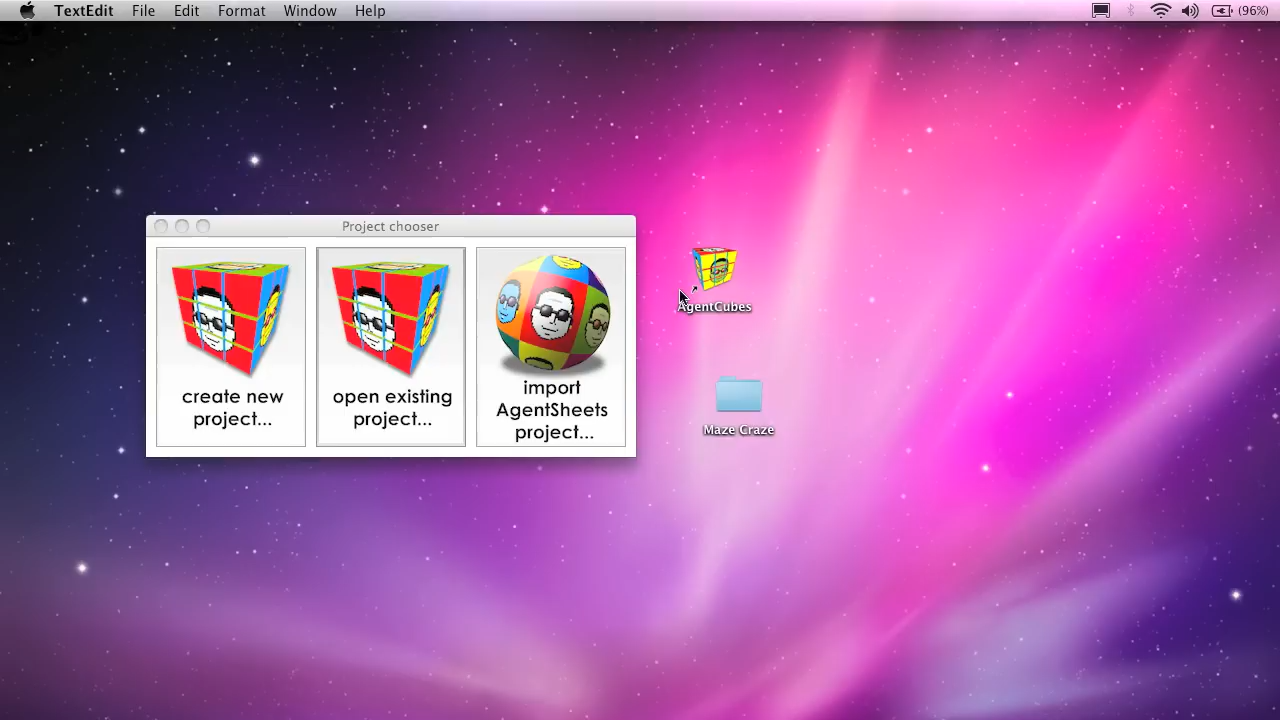 TextEdit File Edit Format Window Help (96%)
Project chooser
create new
project...
open existing
project...
import
AgentSheets
project...
AgentCubes
Maze Craze